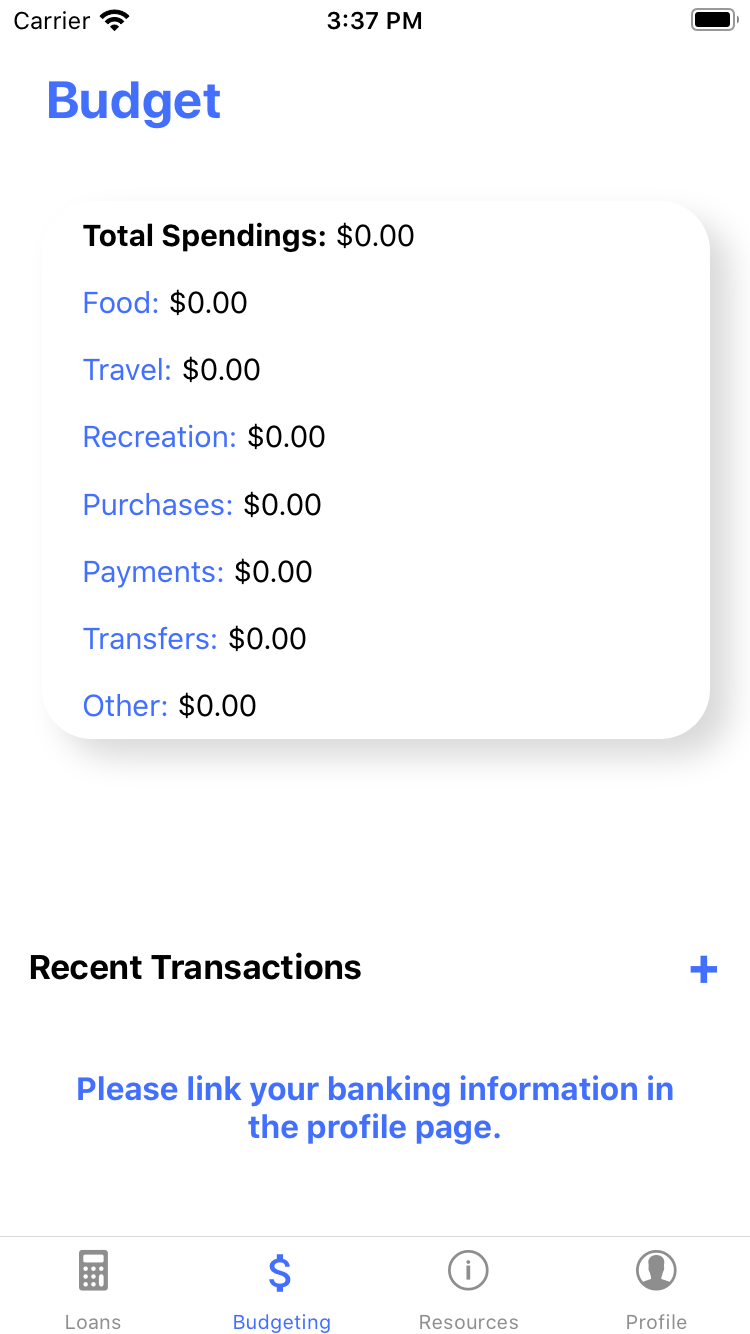 Carrier 3:37 PM
Budget
Total Spendings: $0.00
Food: $0.00
Travel: $0.00
Recreation: $0.00
Purchases: $0.00
Payments: $0.00
Transfers: $0.00
Other: $0.00
Recent Transactions +
Please link your banking information in
the profile page.
Loans Budgeting Resources Profile